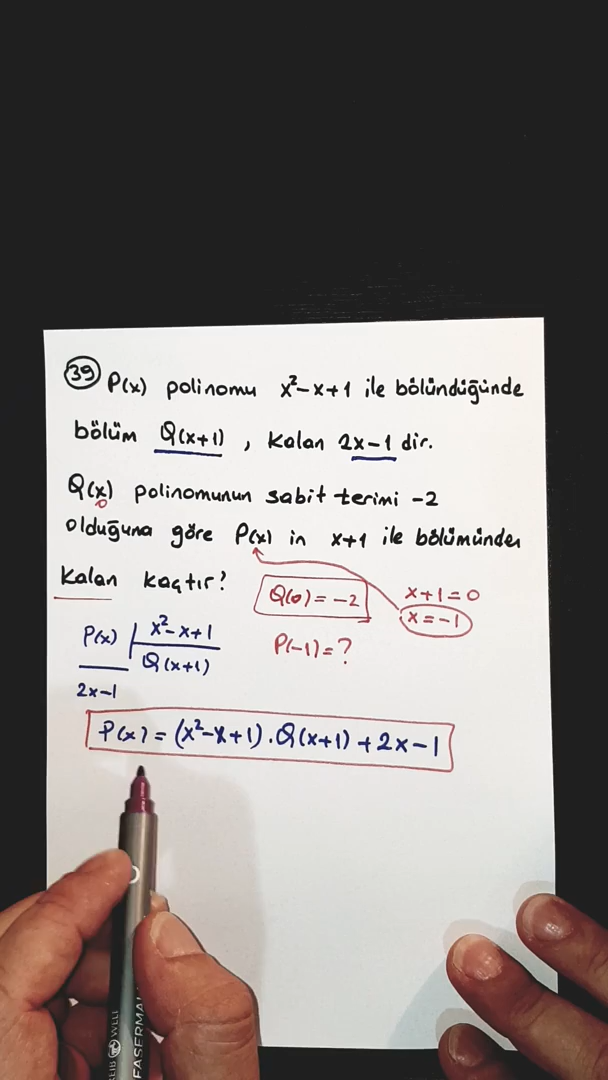 39 P(x) polinomu x²-x+1 ile bölündüğünde
bölüm Q(x+1), kalan 2x-1 dir.
Q(x) polinomunun sabit terimi -2
0
olduğuna göre P(x) in x+1 ile bölümünden
kalan kaçtır?
Q(0) = -2
x+1=0
x=-1
P(-1)=?
P(x) | x²-x+1
Q(x+1)
2x-1
P(x) = (x²-x+1).Q(x+1)+2x-1
FASERMA